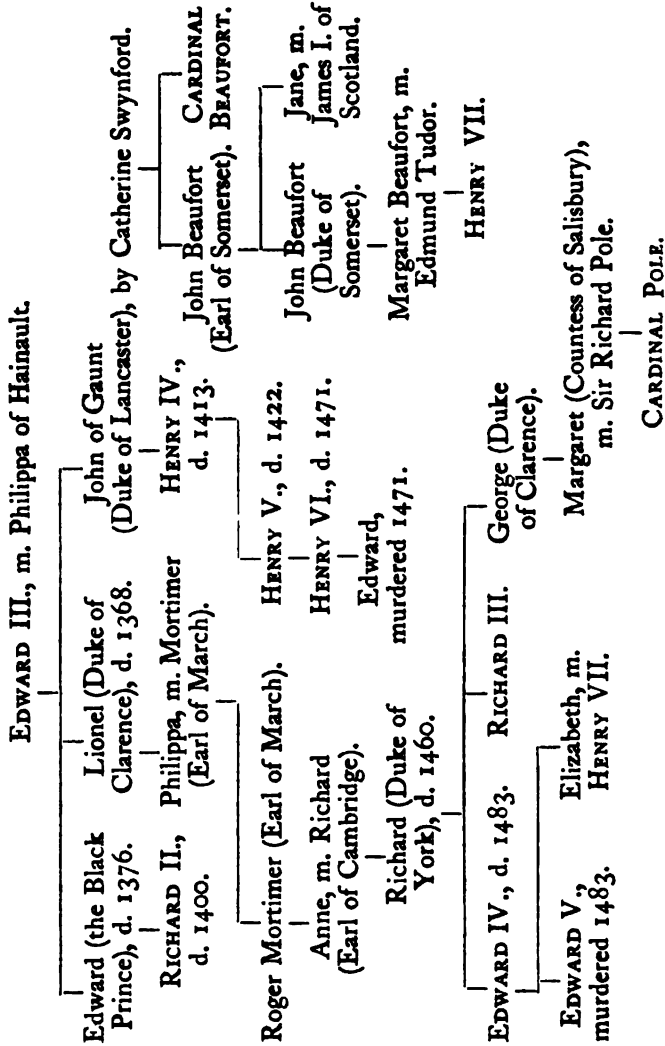 EDWARD III., m. Philippa of Hainault.
Edward (the Black
Prince), d. 1376.
RICHARD II.,
d. 1400.
Lionel (Duke of
Clarence), d. 1368.
Philippa, m. Mortimer
(Earl of March).
John of Gaunt
(Duke of Lancaster), by Catherine Swynford.
HENRY IV.,
d. 1413.
John Beaufort
(Earl of Somerset).
CARDINAL
BEAUFORT.
Roger Mortimer (Earl of March).
Anne, m. Richard
(Earl of Cambridge).
Richard (Duke of
York), d. 1460.
HENRY V., d. 1422.
HENRY VI., d. 1471.
Edward,
murdered 1471.
John Beaufort
(Duke of
Somerset).
Jane, m.
James I. of
Scotland.
Margaret Beaufort, m.
Edmund Tudor.
HENRY VII.
EDWARD IV., d. 1483.
RICHARD III.
George (Duke
of Clarence).
EDWARD V.,
murdered 1483.
Elizabeth, m.
HENRY VII.
Margaret (Countess of Salisbury),
m. Sir Richard Pole.
CARDINAL POLE.